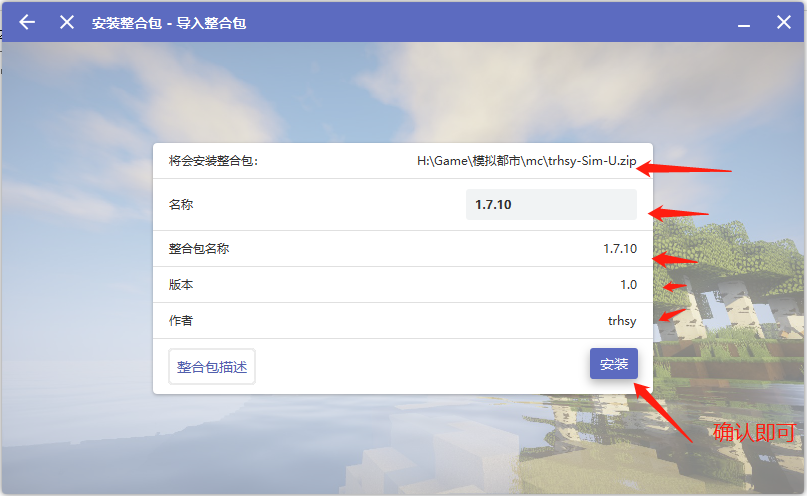 安装整合包 - 导入整合包
将会安装整合包： H:\Game\模拟都市\mc\trhsy-Sim-U.zip
名称 1.7.10
整合包名称 1.7.10
版本 1.0
作者 trhsy
整合包描述 安装
确认即可